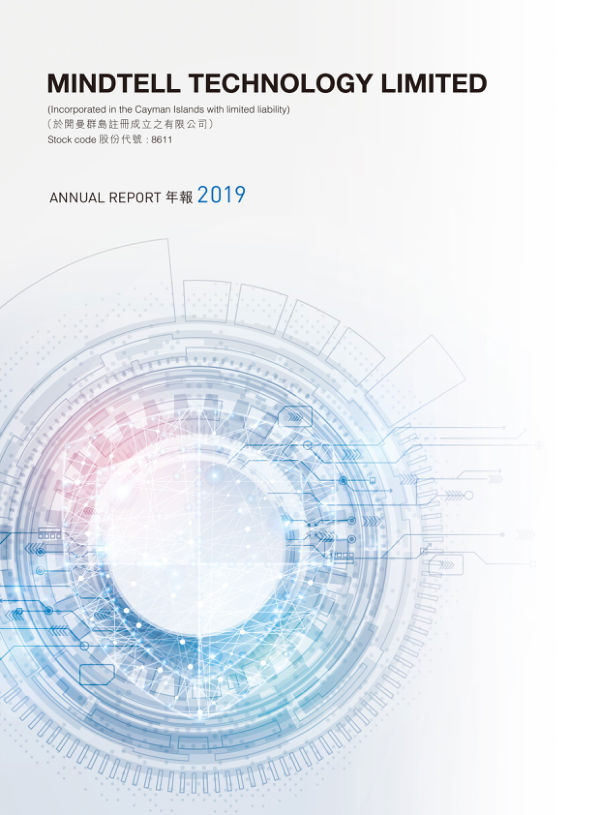 MINDTELL TECHNOLOGY LIMITED
(Incorporated in the Cayman Islands with limited liability)
（於開曼群島註冊成立之有限公司）
Stock code 股份代號 : 8611
ANNUAL REPORT 年報 2019